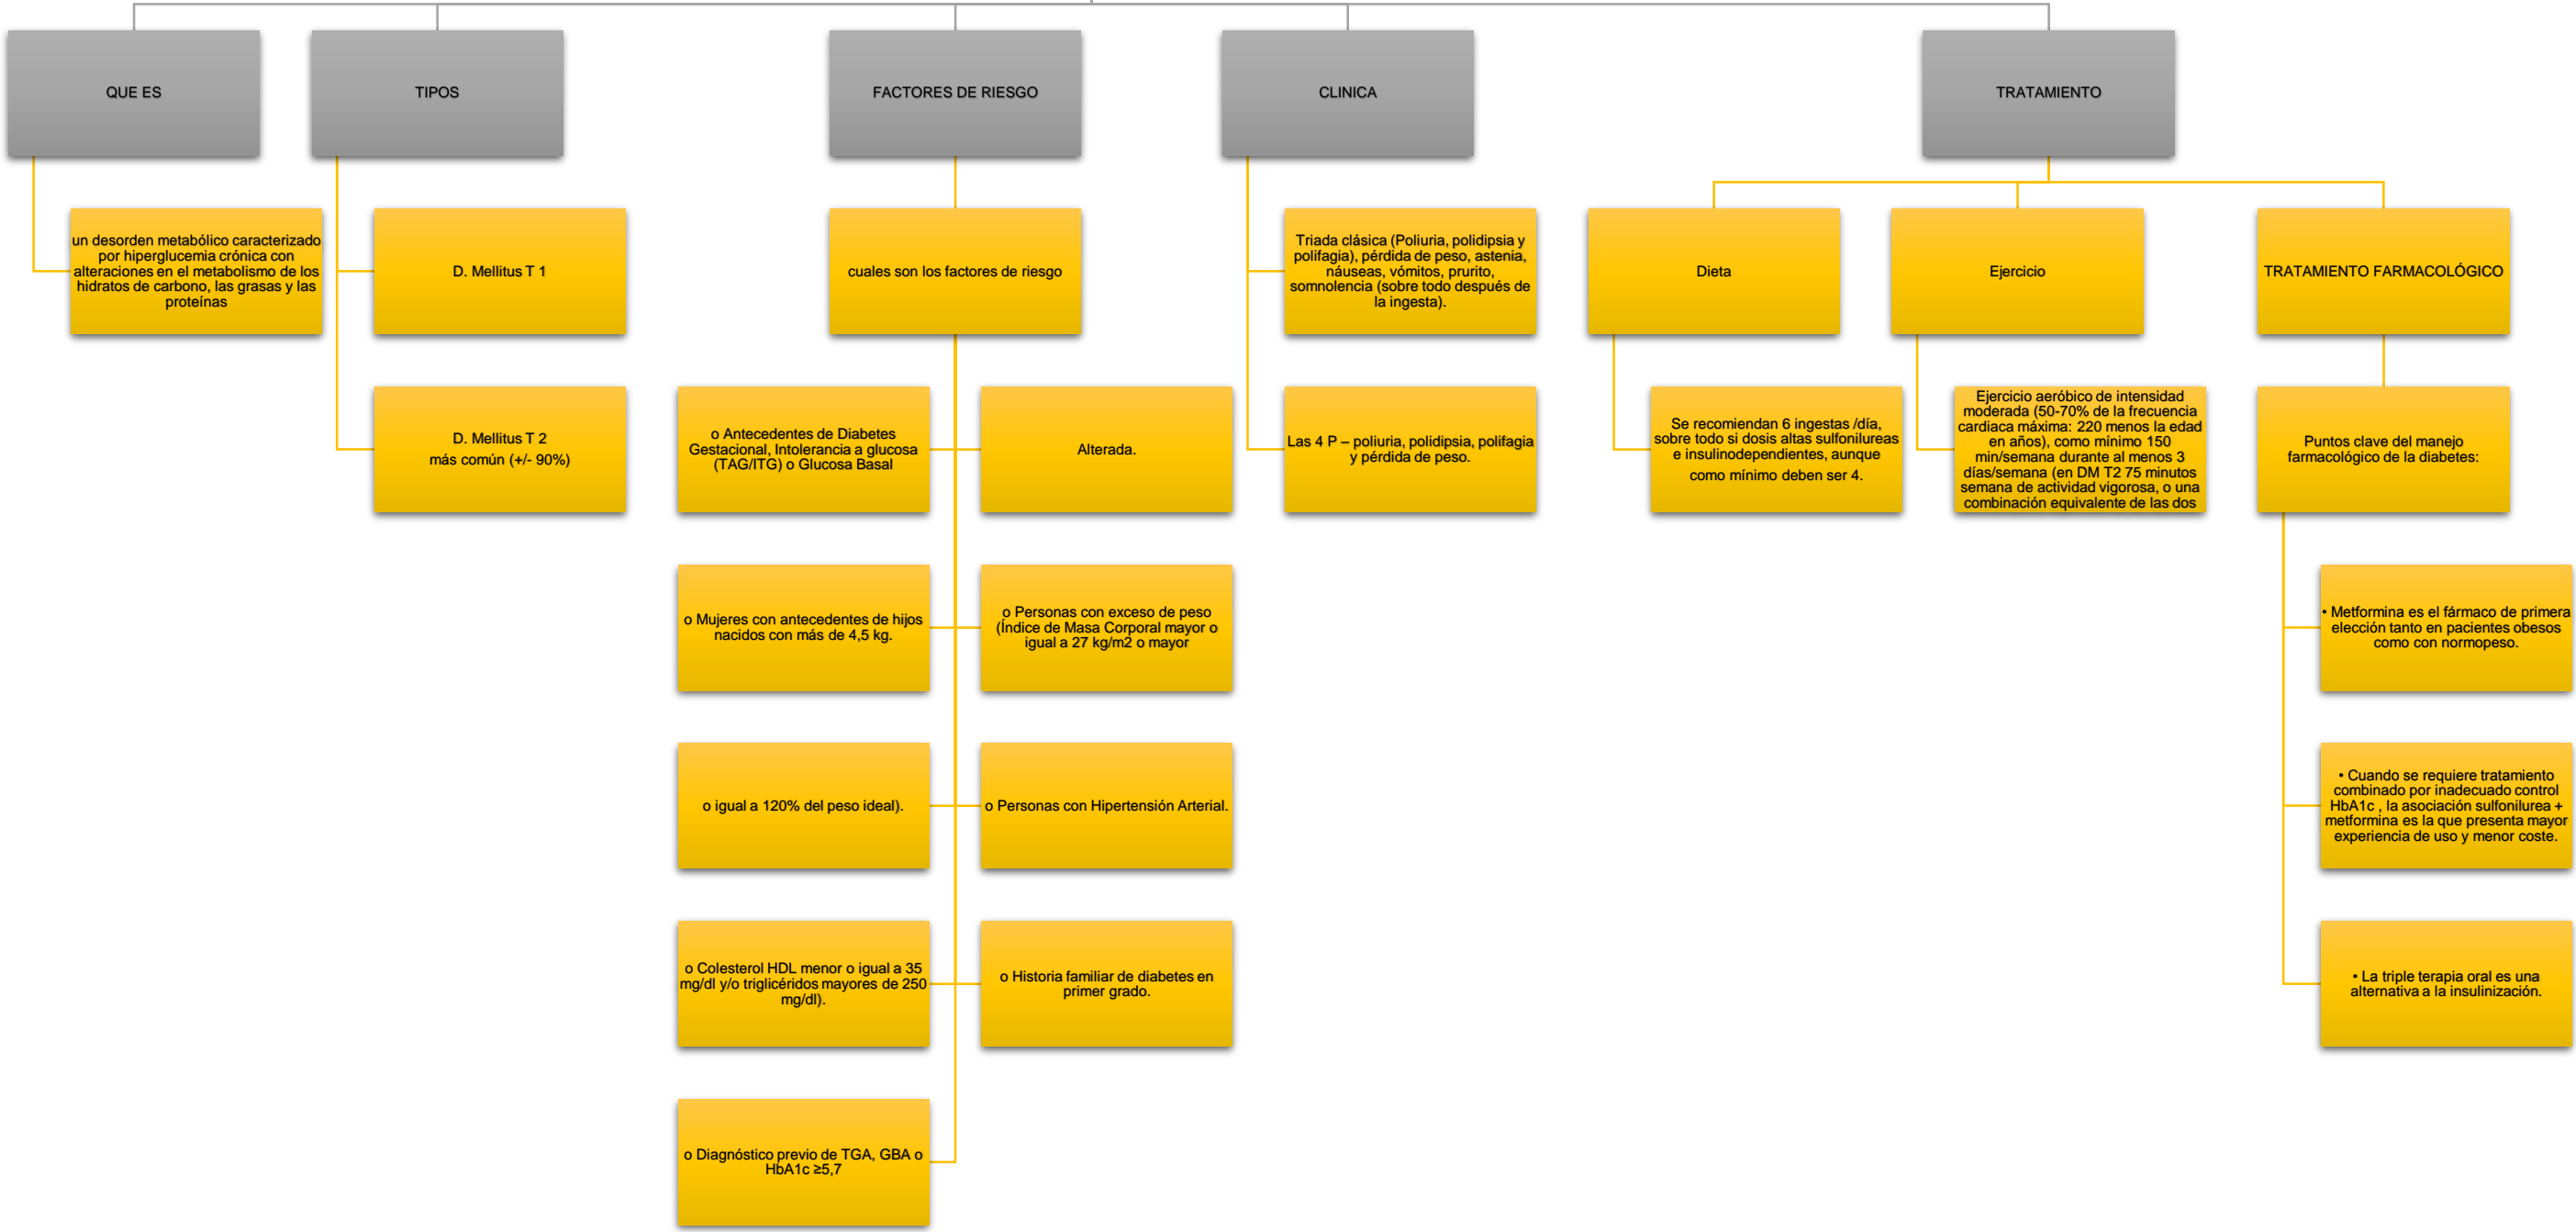 QUE ES
TIPOS
FACTORES DE RIESGO
CLINICA
TRATAMIENTO
un desorden metabólico caracterizado
por hiperglucemia crónica con
alteraciones en el metabolismo de los
hidratos de carbono, las grasas y las
proteínas
D. Mellitus T 1
D. Mellitus T 2
más común (+/- 90%)
cuales son los factores de riesgo
o Antecedentes de Diabetes
Gestacional, Intolerancia a glucosa
(TAG/ITG) o Glucosa Basal
Alterada.
o Mujeres con antecedentes de hijos
nacidos con más de 4,5 kg.
o Personas con exceso de peso
(Índice de Masa Corporal mayor o
igual a 27 kg/m2 o mayor
o igual a 120% del peso ideal).
o Personas con Hipertensión Arterial.
o Colesterol HDL menor o igual a 35
mg/dl y/o triglicéridos mayores de 250
mg/dl).
o Historia familiar de diabetes en
primer grado.
o Diagnóstico previo de TGA, GBA o
HbA1c ≥5,7
Triada clásica (Poliuria, polidipsia y
polifagia), pérdida de peso, astenia,
náuseas, vómitos, prurito,
somnolencia (sobre todo después de
la ingesta).
Las 4 P – poliuria, polidipsia, polifagia
y pérdida de peso.
Dieta
Se recomiendan 6 ingestas /día,
sobre todo si dosis altas sulfonilureas
e insulinodependientes, aunque
como mínimo deben ser 4.
Ejercicio
Ejercicio aeróbico de intensidad
moderada (50-70% de la frecuencia
cardiaca máxima: 220 menos la edad
en años), como mínimo 150
min/semana durante al menos 3
días/semana (en DM T2 75 minutos
semana de actividad vigorosa, o una
combinación equivalente de las dos
TRATAMIENTO FARMACOLÓGICO
Puntos clave del manejo
farmacológico de la diabetes:
• Metformina es el fármaco de primera
elección tanto en pacientes obesos
como con normopeso.
• Cuando se requiere tratamiento
combinado por inadecuado control
HbA1c , la asociación sulfonilurea +
metformina es la que presenta mayor
experiencia de uso y menor coste.
• La triple terapia oral es una
alternativa a la insulinización.